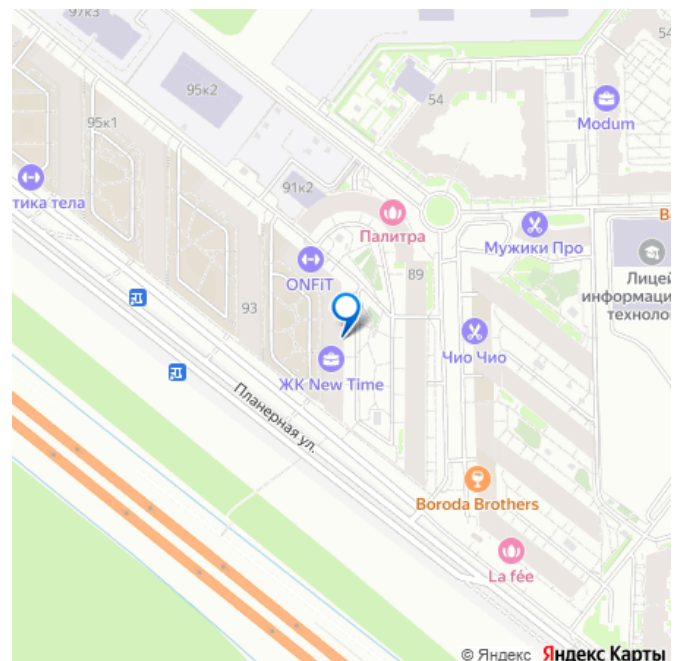 97к3
95к2
54
54
Modum
95к1
91к2
тика тела
Палитра
В
Мужики Про
ONFiT
89
Лицей
информаци
техноло
93
Чио Чио
ЖК New Time
Планерная ул.
Boroda Brothers
La fée
© Яндекс Яндекс Карты